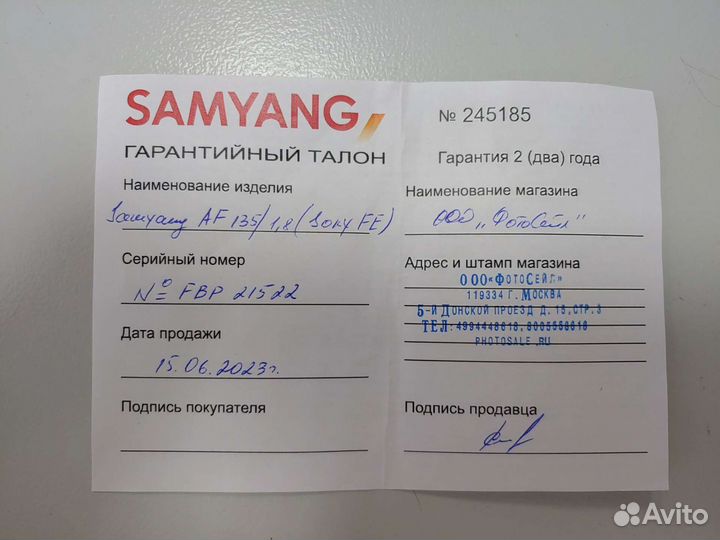 SAMYANG
ГАРАНТИЙНЫЙ ТАЛОН
Наименование изделия
Samyang AF 135/1,8 (Sony FE)
Серийный номер
№ FBP 21522
Дата продажи
15.06.2023г.
Подпись покупателя
№ 245185
Гарантия 2 (два) года
Наименование магазина
ООО „ФотоСейл"
Адрес и штамп магазина
ООО«ФотоСейл»
119334 г. Москва
5-й Донской проезд д.15,стр.3
ТЕЛ:
PHOTOSALE.RU
Подпись продавца
Avito